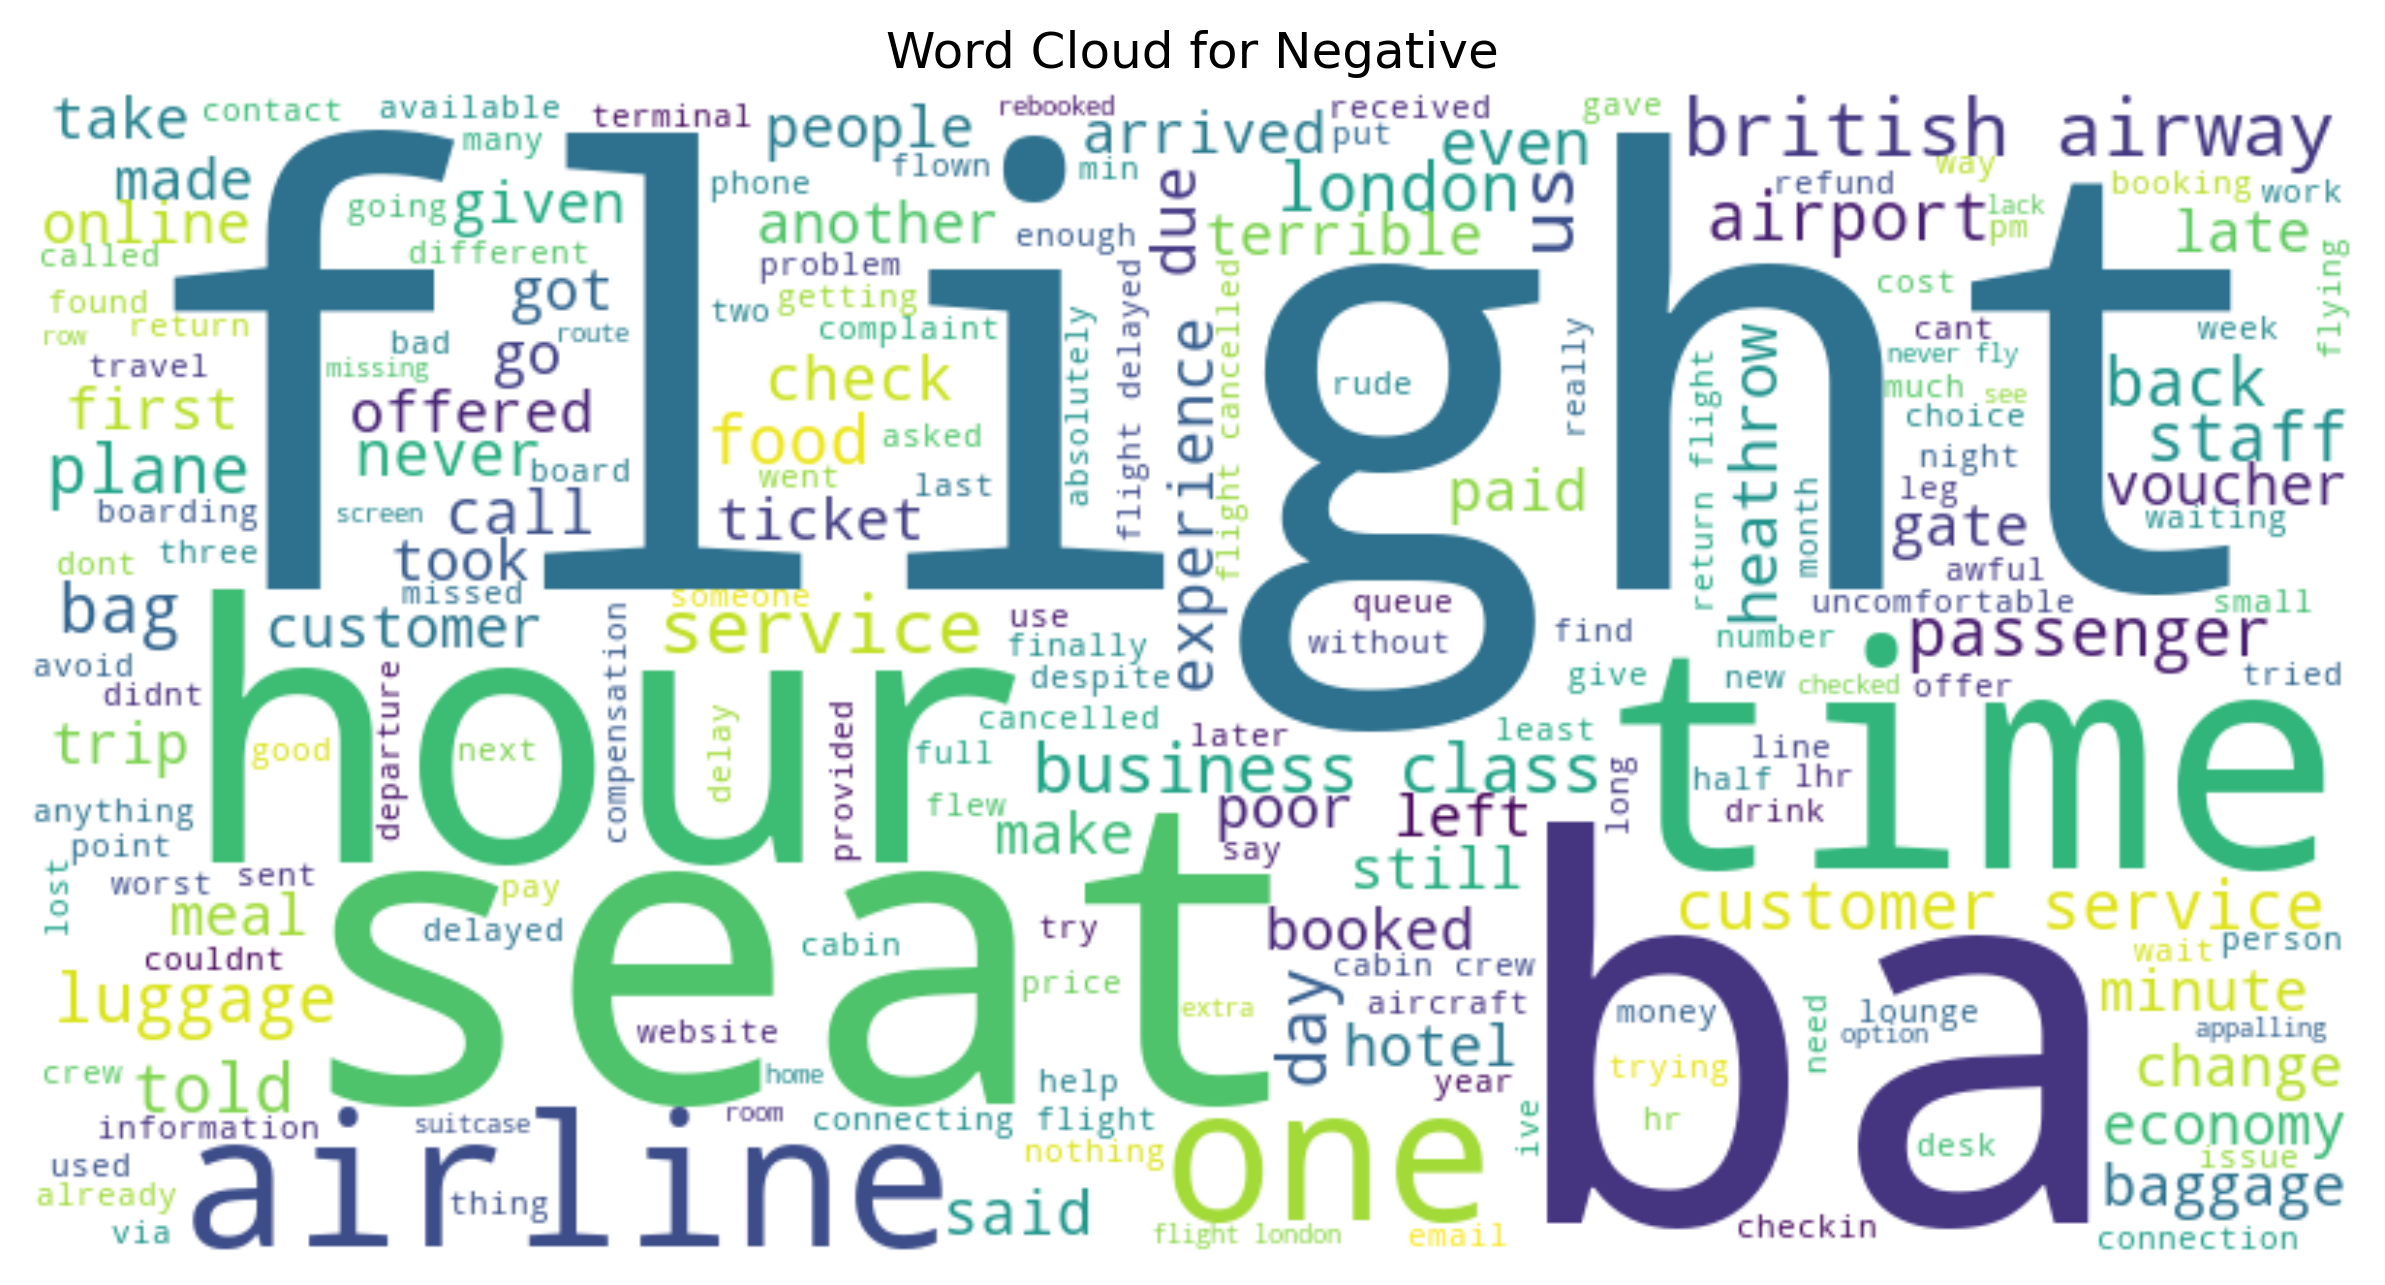 Word Cloud for Negative
take
contact
available
many
terminal
people
rebooked
arrived
received
put
gave
even
british airway
made
flown
min
phone
london
us
due
refund
way
booking
work
online
going
given
another
enough
terrible
airport
lack
pm
late
called
different
problem
flight
found
return
got
two
getting
complaint
flight delayed
flight cancelled
absolutely
experience
cost
flying
row
route
bad
go
cant
week
travel
missing
check
rude
really
return flight
heathrow
never fly
much
see
back
first
offered
food
asked
choice
staff
plane
never
board
went
last
paid
month
night
leg
voucher
boarding
screen
call
ticket
gate
waiting
dont
three
took
awful
bag
missed
someone
queue
uncomfortable
small
customer
service
compensation
use
finally
without
find
number
passenger
avoid
didnt
departure
despite
give
new
checked
offer
tried
hour
time
trip
good
next
delay
provided
cancelled
full
later
least
line
business class
half
lhr
long
anything
flew
poor
left
drink
point
make
say
lost
worst
sent
pay
still
seat
ba
customer service
meal
delayed
cabin
try
booked
wait
person
couldnt
cabin crew
luggage
price
extra
day
aircraft
money
need
lounge
option
minute
website
hotel
appalling
crew
told
home
help
year
trying
change
information
suitcase
room
connecting flight
ive
hr
economy
airline
one
used
nothing
desk
issue
already
thing
said
baggage
via
flight london
email
checkin
connection